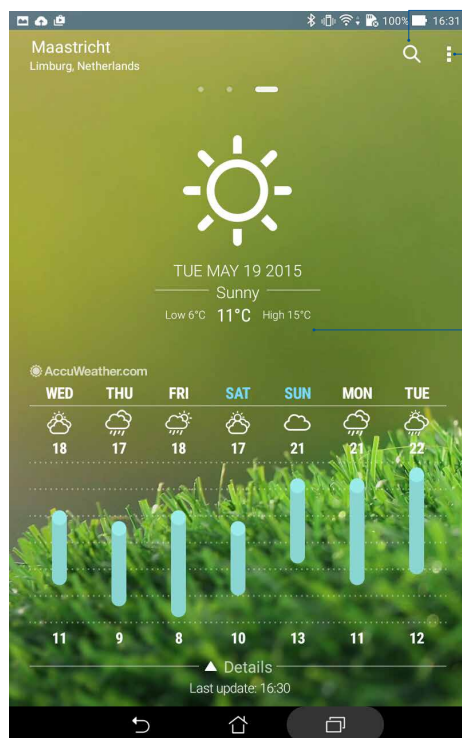 100% 16:31
Maastricht
Limburg, Netherlands
TUE MAY 19 2015
Sunny
Low 6°C 11°C High 15°C
AccuWeather.com
WED THU FRI SAT SUN MON TUE
18 17 18 17 21 21 22
11 9 8 10 13 11 12
Details
Last update: 16:30